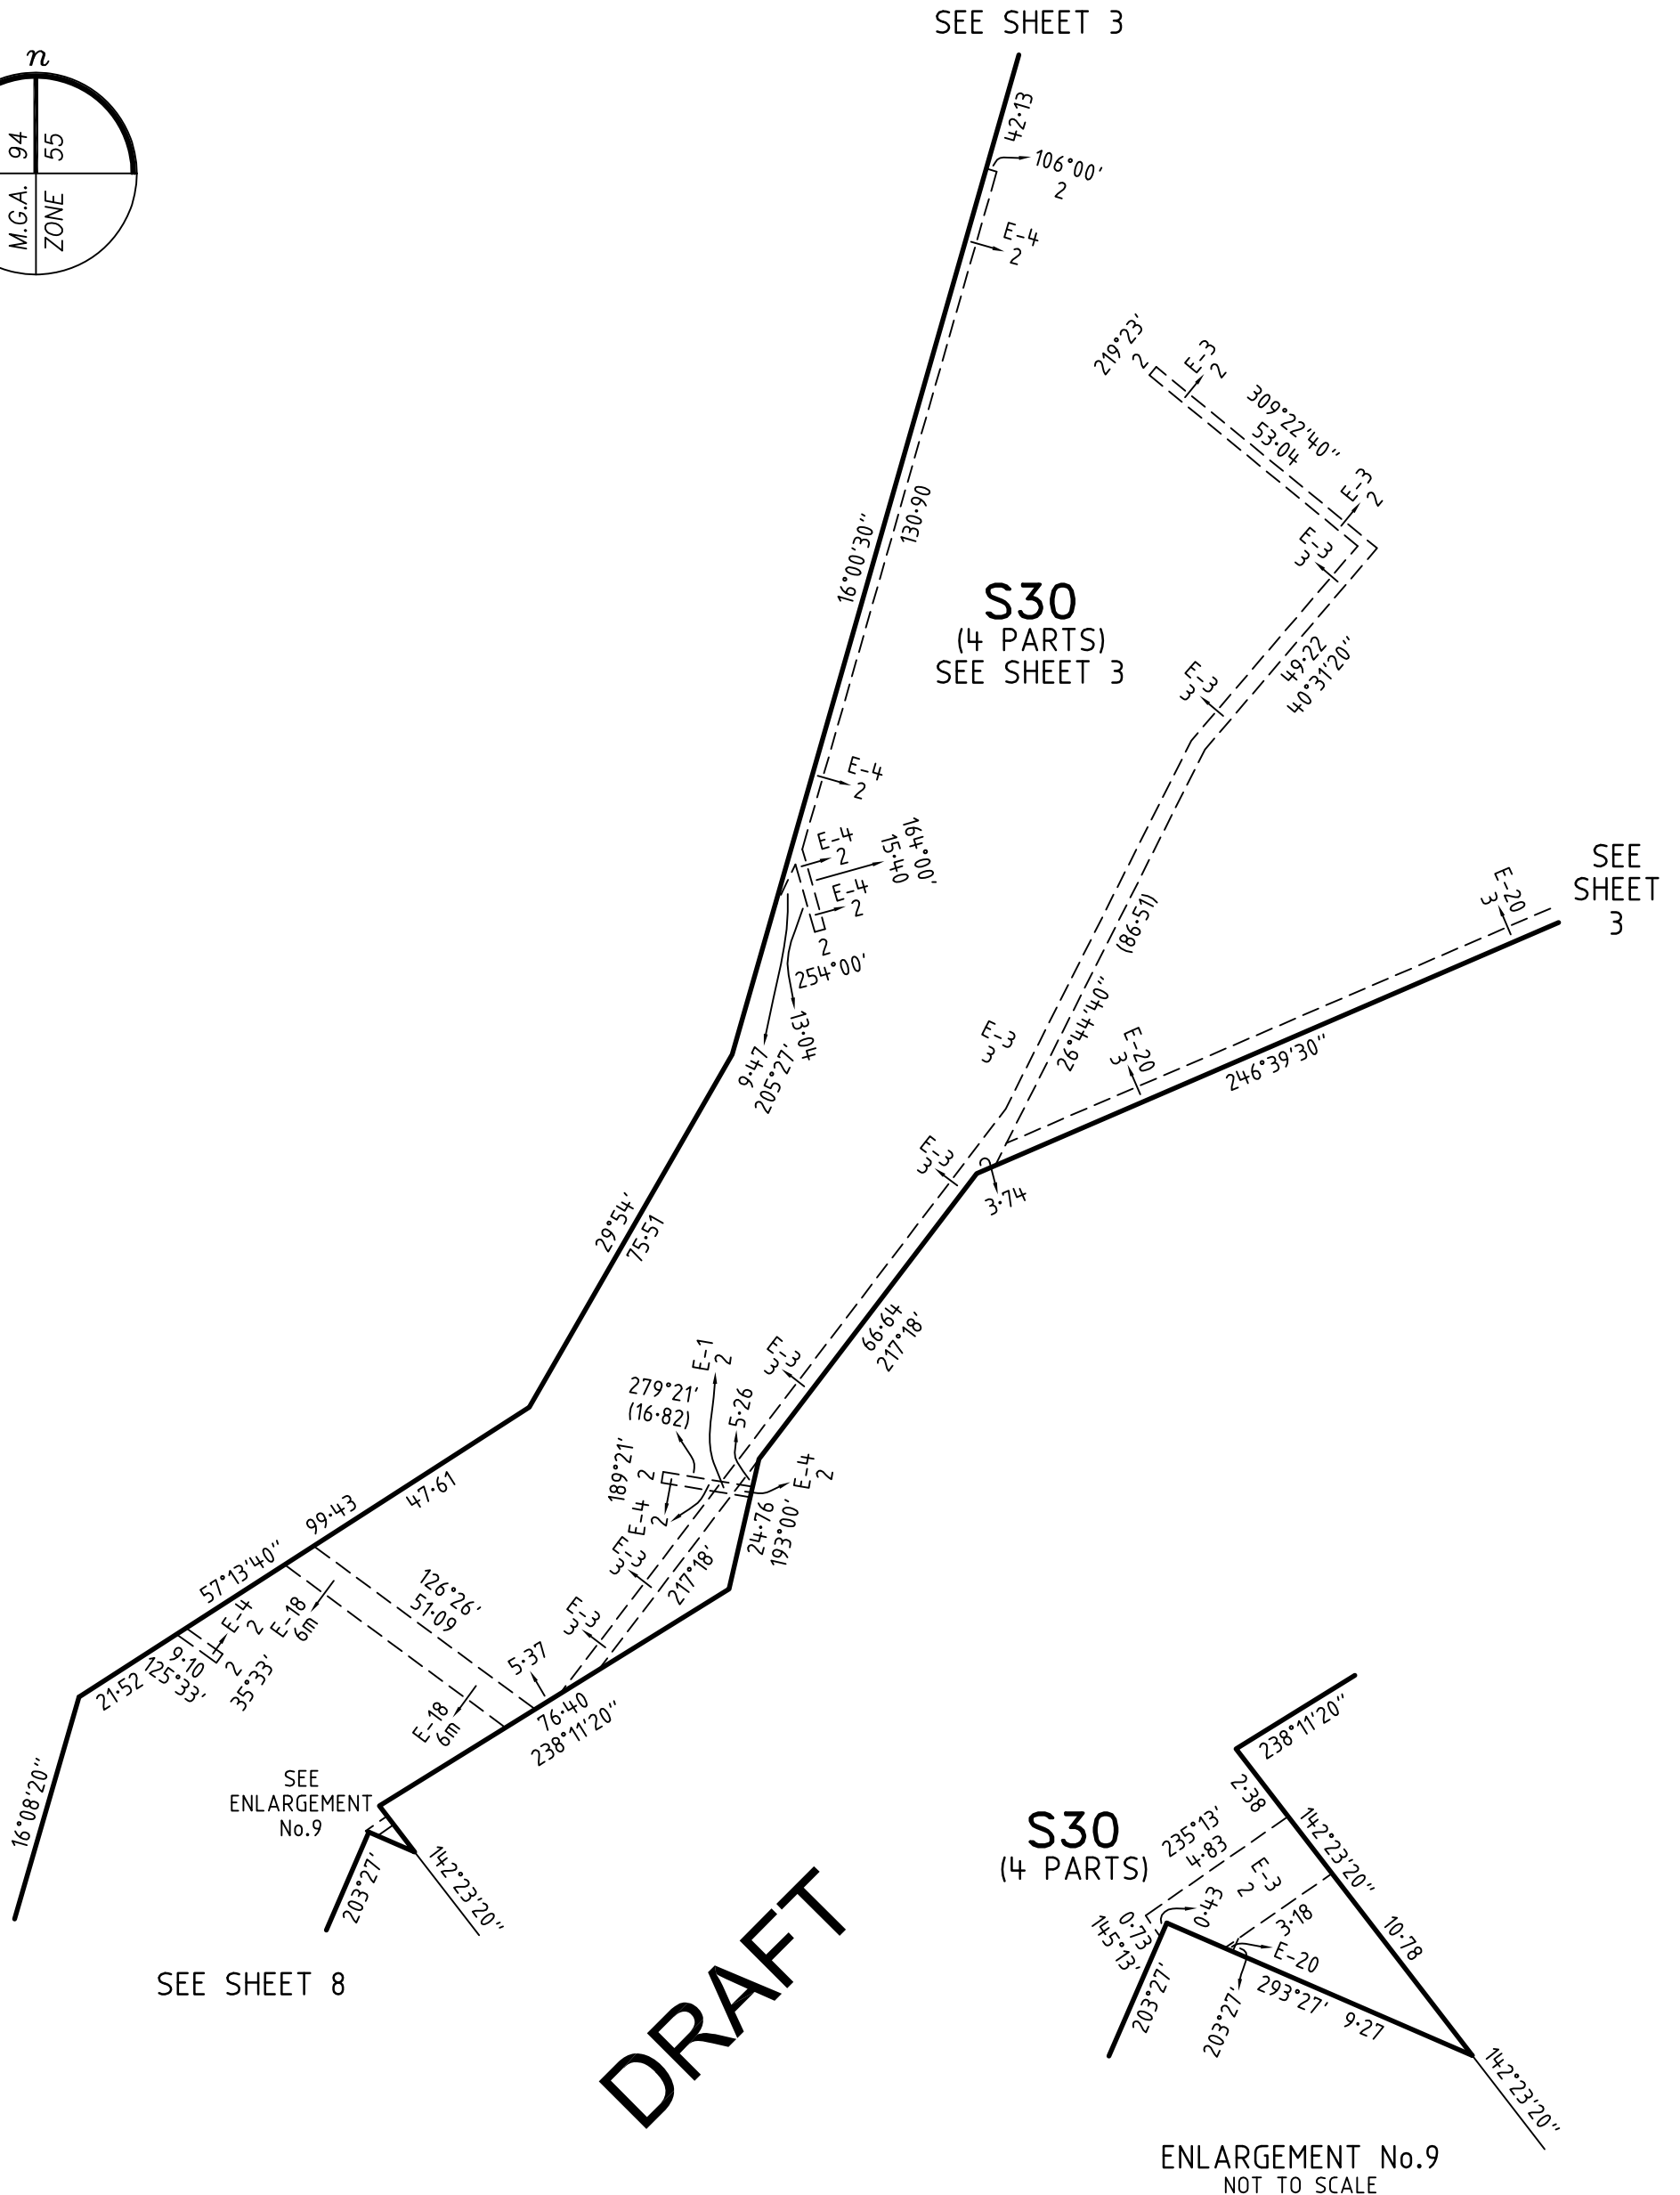 SEE SHEET 3
n
M.G.A. 94
ZONE 55
42·13
106°00'
2
E-4
2
219°23'
2
E-3
2
309°22'40"
53·04
E-3
2
E-3
3
16°00'30"
130·90
S30
(4 PARTS)
SEE SHEET 3
49·22
40°31'20"
E-3
3
E-4
2
E-4
2
164°00'
15·40
E-4
2
2
254°00'
13·04
9·47
205°27'
(86·51)
26°44'40"
E-3
3
SEE
SHEET
3
E-20
3
E-20
3
246°39'30"
E-3
3
3·74
29°54'
75·51
66·64
217°18'
E-3
3
E-1
2
279°21'
(16·82)
5·26
189°21'
2
E-4
2
E-4
2
24·76
193°00'
E-3
3
217°18'
E-3
3
47·61
99·43
57°13'40"
126°26'
51·09
E-18
6m
E-4
2
2
35°33'
9·10
125°33'
21·52
5·37
76·40
238°11'20"
E-18
6m
16°08'20"
SEE
ENLARGEMENT
No.9
203°27'
142°23'20"
SEE SHEET 8
DRAFT
238°11'20"
2·38
142°23'20"
S30
(4 PARTS)
235°13'
4·83
E-3
2
0·43
0·73
145°13'
3·18
E-20
10·78
203°27'
203°27'
293°27'
9·27
142°23'20"
ENLARGEMENT No.9
NOT TO SCALE